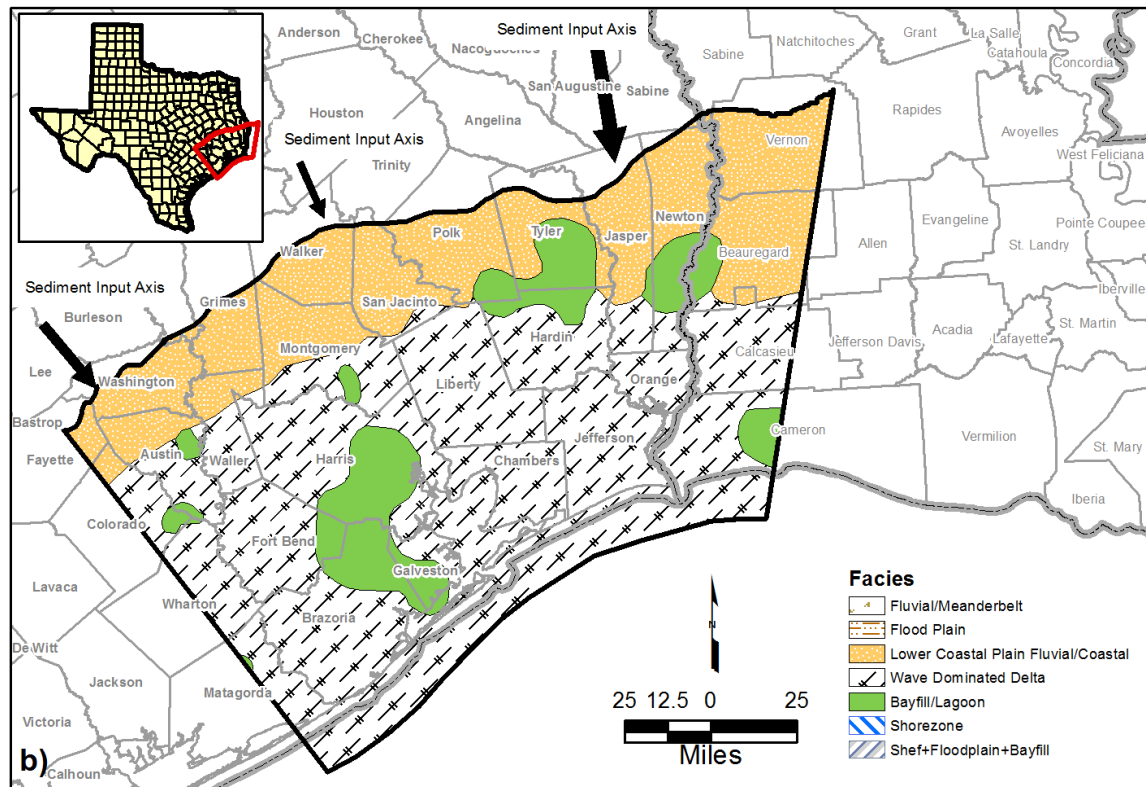 Anderson
Cherokee
Nacogdoches
Sediment Input Axis
Sabine
Natchitoches
Grant
La Salle
Catahoula
Concordia
San Augustine
Sabine
Houston
Angelina
Rapides
Avoyelles
Sediment Input Axis
Trinity
Vernon
West Feliciana
Walker
Polk
Tyler
Jasper
Newton
Beauregard
Allen
Evangeline
Pointe Coupee
St. Landry
Sediment Input Axis
Burleson
Grimes
San Jacinto
Iberville
Montgomery
Hardin
Calcasieu
Jefferson Davis
Acadia
Lafayette
St. Martin
Lee
Washington
Liberty
Orange
Bastrop
Fayette
Austin
Waller
Harris
Chambers
Jefferson
Cameron
Vermilion
St. Mary
Iberia
Colorado
Fort Bend
Galveston
Lavaca
Wharton
Brazoria
De Witt
Jackson
Matagorda
Victoria
Calhoun
b)
N
25 12.5 0 25
Miles
Facies
Fluvial/Meanderbelt
Flood Plain
Lower Coastal Plain Fluvial/Coastal
Wave Dominated Delta
Bayfill/Lagoon
Shorezone
Shef+Floodplain+Bayfill